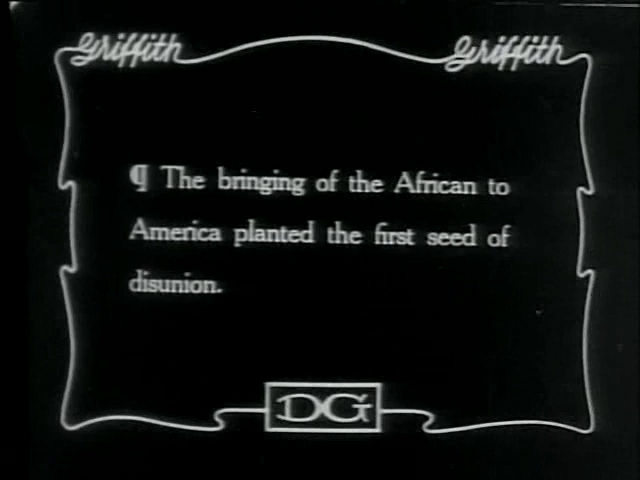 Griffith Griffith
¶ The bringing of the African to
America planted the first seed of
disunion.
DG